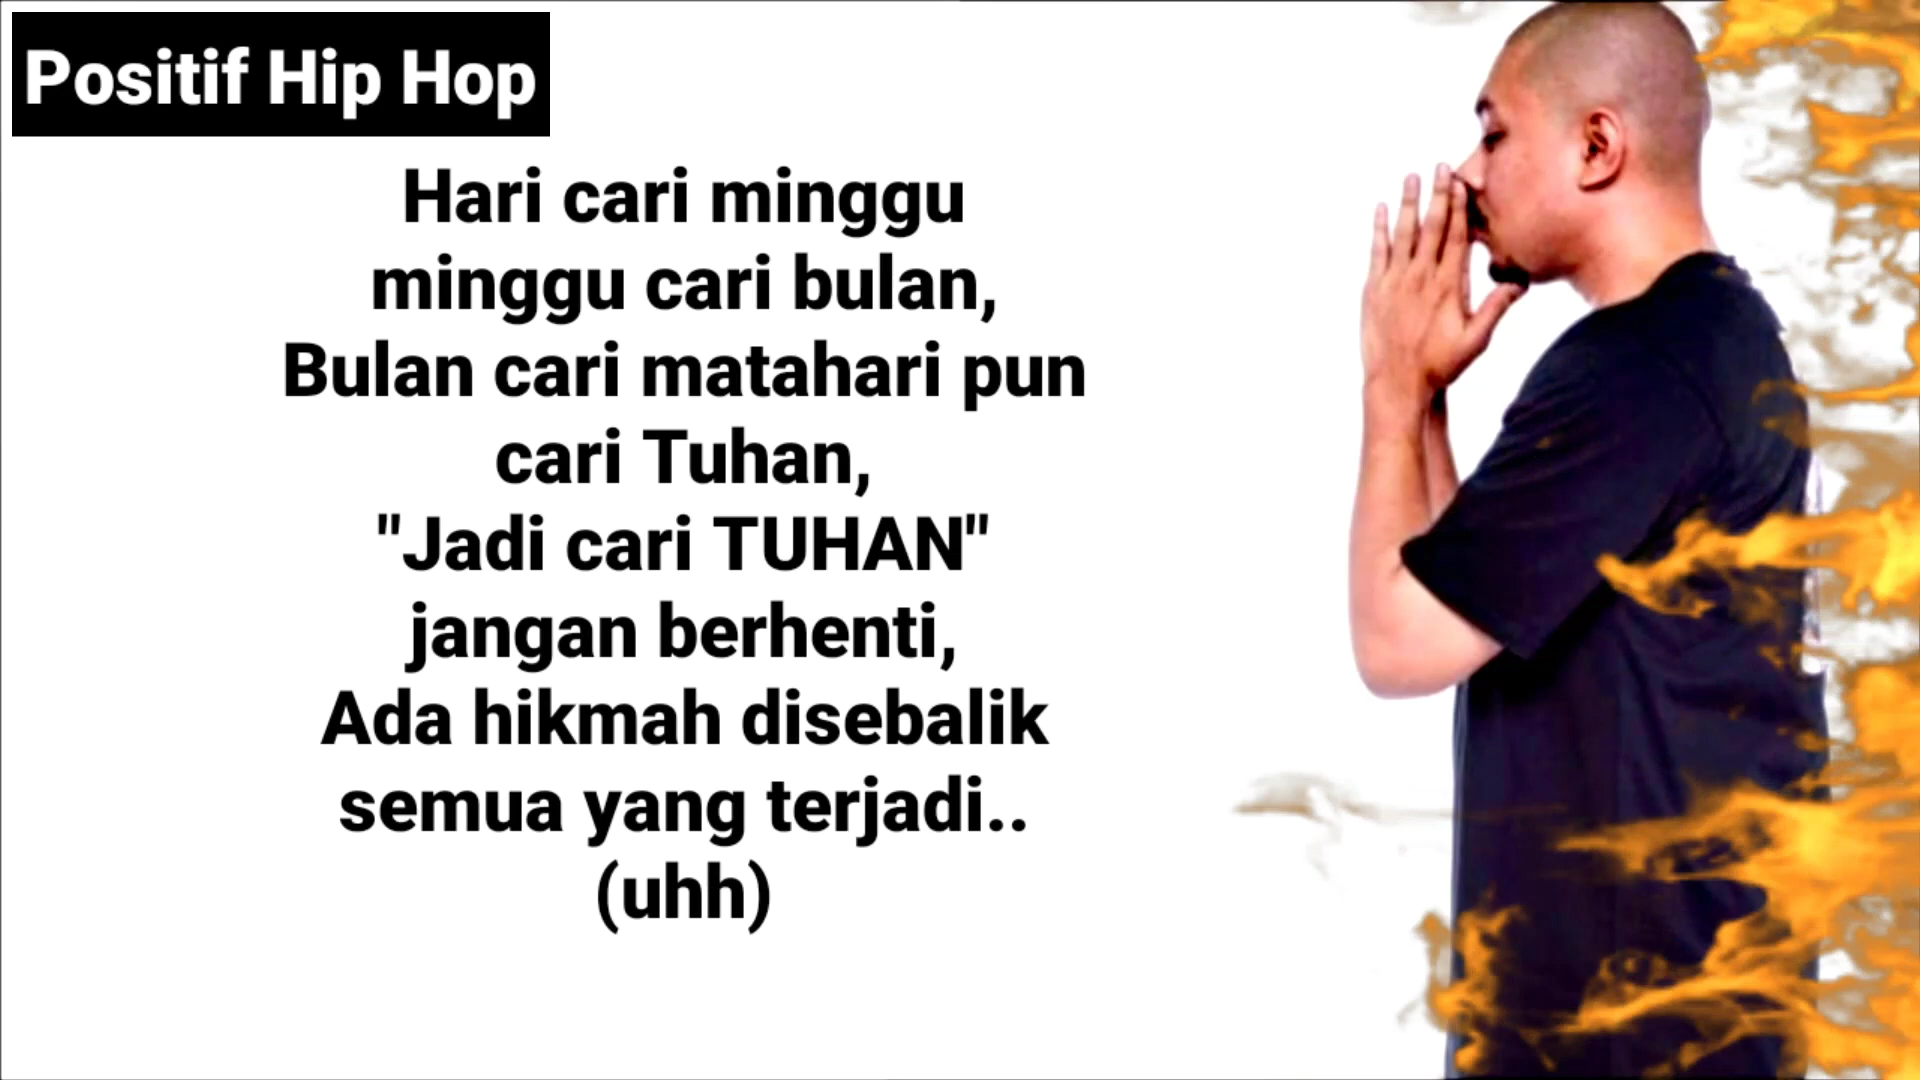 Positif Hip Hop
Hari cari minggu
minggu cari bulan,
Bulan cari matahari pun
cari Tuhan,
"Jadi cari TUHAN"
jangan berhenti,
Ada hikmah disebalik
semua yang terjadi..
(uhh)